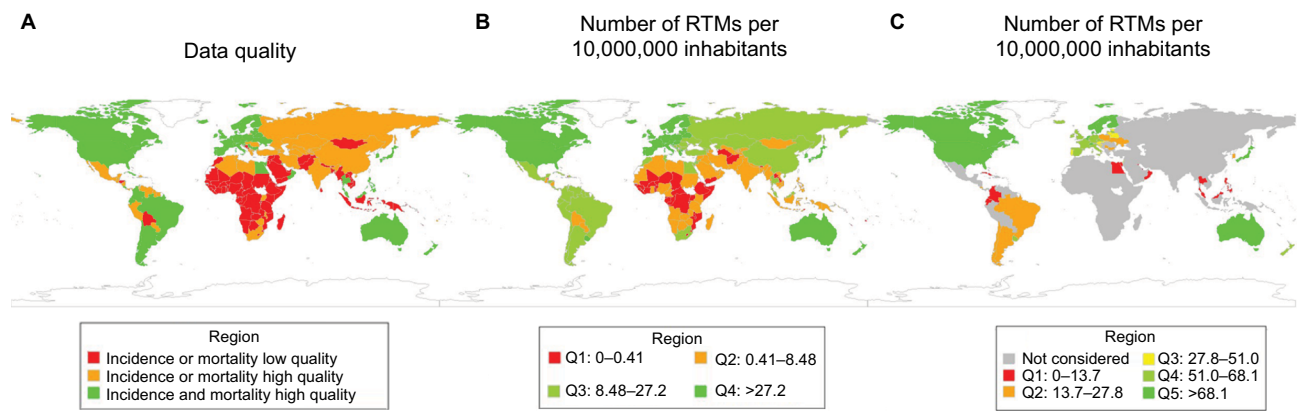 A
Data quality
Region
Incidence or mortality low quality
Incidence or mortality high quality
Incidence and mortality high quality
B
Number of RTMs per
10,000,000 inhabitants
Region
Q1: 0–0.41 Q2: 0.41–8.48
Q3: 8.48–27.2 Q4: >27.2
C
Number of RTMs per
10,000,000 inhabitants
Region
Not considered Q3: 27.8–51.0
Q1: 0–13.7 Q4: 51.0–68.1
Q2: 13.7–27.8 Q5: >68.1